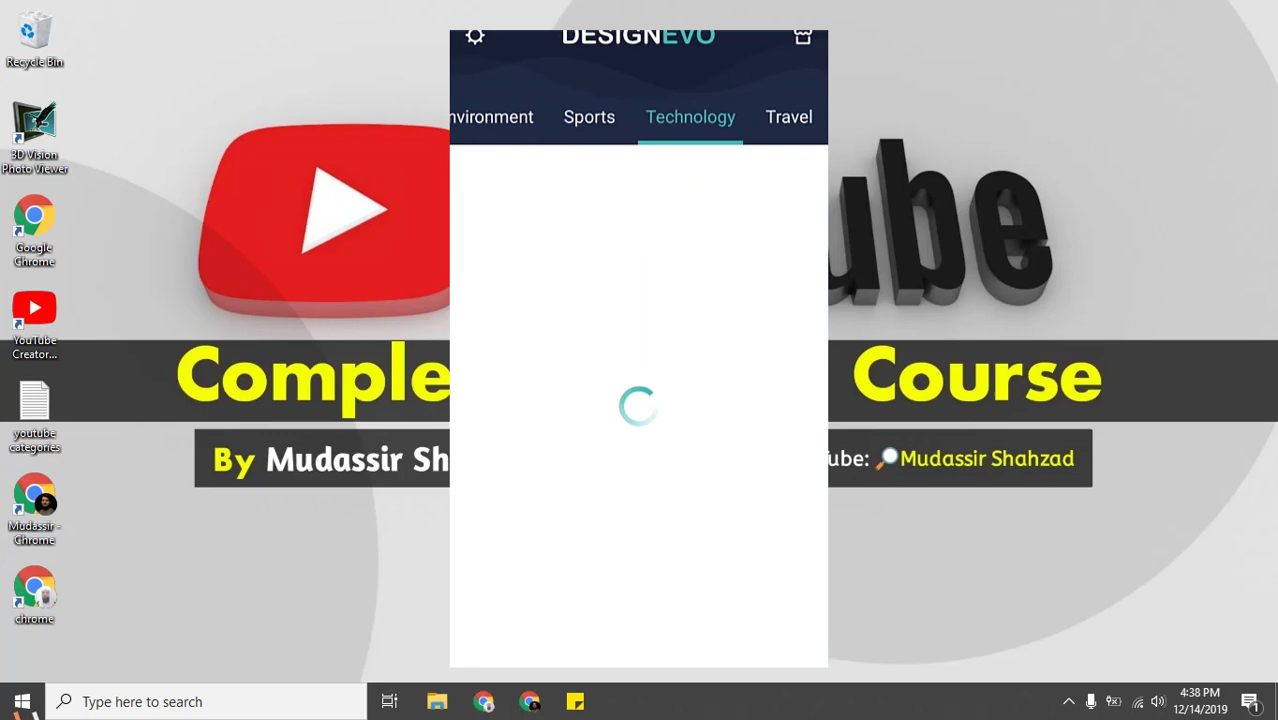 Recycle Bin
3D Vision
Photo Viewer
Google
Chrome
YouTube
Creator...
youtube
categories
Mudassir -
Chrome
chrome
DESIGNEVO
nvironment Sports Technology Travel
ube
Comple
Course
By Mudassir Sh
ube: Mudassir Shahzad
Type here to search
4:38 PM
12/14/2019
1